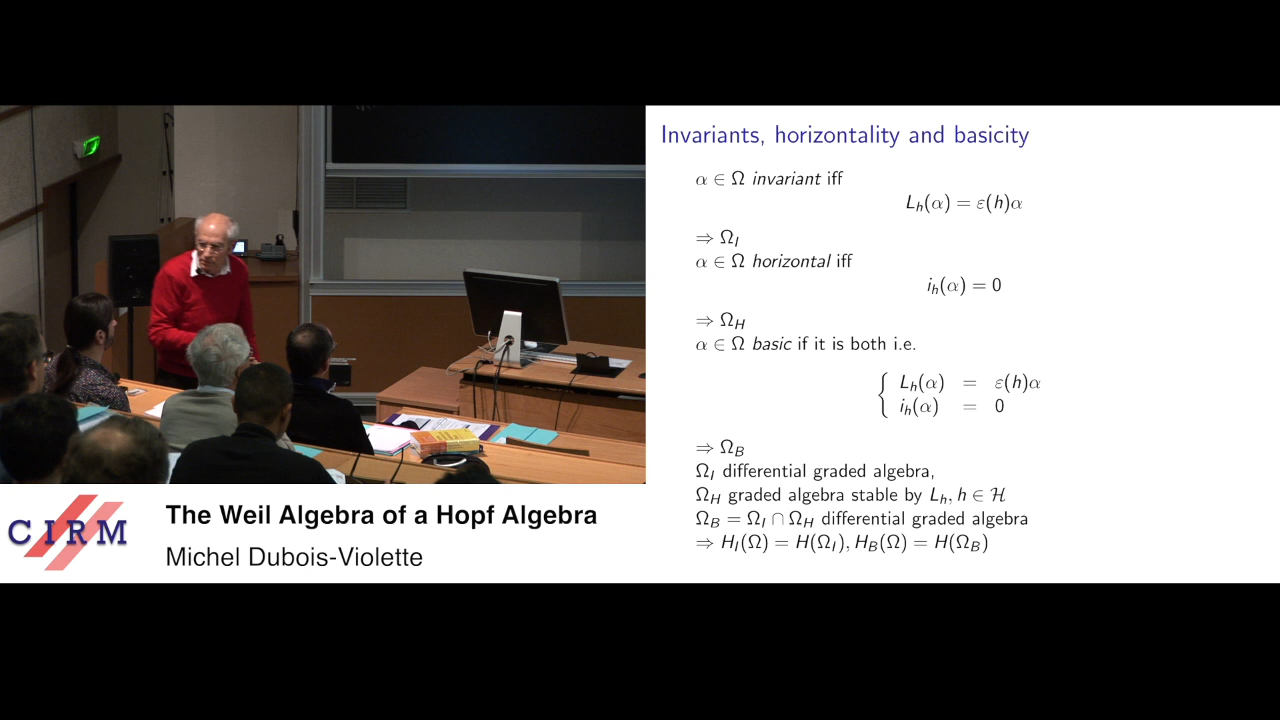 Invariants, horizontality and basicity
α ∈ Ω invariant iff
L_h(α) = ε(h)α
⇒ Ω_I
α ∈ Ω horizontal iff
i_h(α) = 0
⇒ Ω_H
α ∈ Ω basic if it is both i.e.
{ L_h(α) = ε(h)α
i_h(α) = 0
⇒ Ω_B
Ω_I differential graded algebra,
Ω_H graded algebra stable by L_h, h ∈ ℋ
Ω_B = Ω_I ∩ Ω_H differential graded algebra
⇒ H_I(Ω) = H(Ω_I), H_B(Ω) = H(Ω_B)
CIRM
The Weil Algebra of a Hopf Algebra
Michel Dubois-Violette